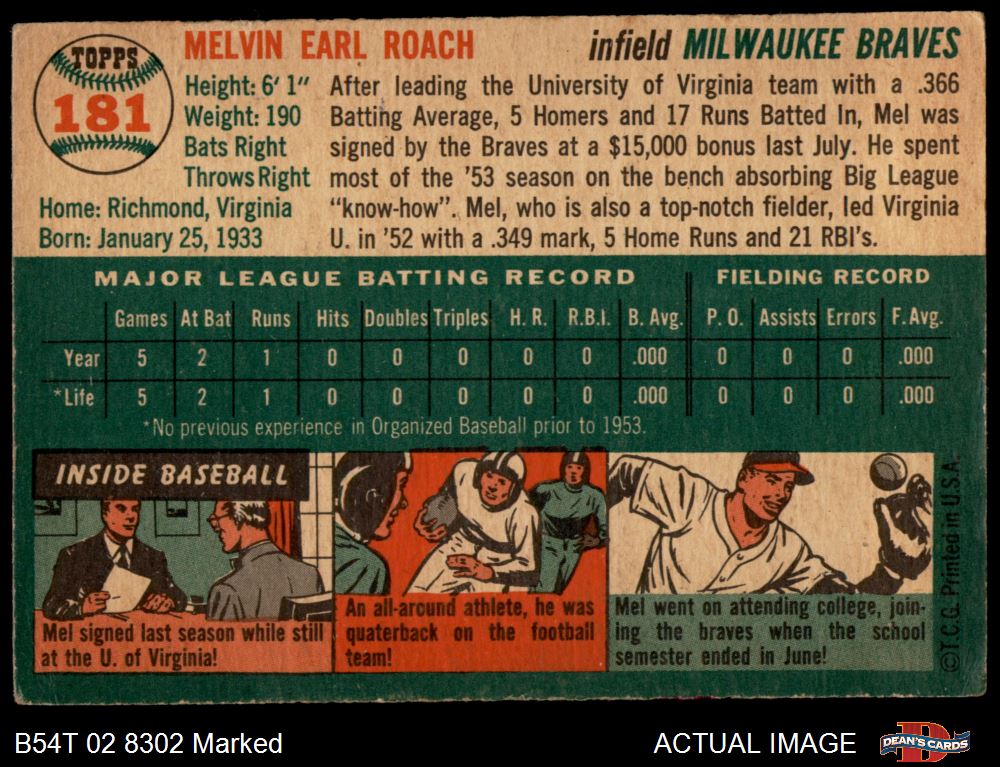 TOPPS
181
MELVIN EARL ROACH
infield MILWAUKEE BRAVES
Height: 6' 1"
Weight: 190
Bats Right
Throws Right
Home: Richmond, Virginia
Born: January 25, 1933
After leading the University of Virginia team with a .366
Batting Average, 5 Homers and 17 Runs Batted In, Mel was
signed by the Braves at a $15,000 bonus last July. He spent
most of the '53 season on the bench absorbing Big League
"know-how". Mel, who is also a top-notch fielder, led Virginia
U. in '52 with a .349 mark, 5 Home Runs and 21 RBI's.
MAJOR LEAGUE BATTING RECORD FIELDING RECORD
Games At Bat Runs Hits Doubles Triples H. R. R.B.I. B. Avg. P. O. Assists Errors F. Avg.
Year 5 2 1 0 0 0 0 0 .000 0 0 0 .000
*Life 5 2 1 0 0 0 0 0 .000 0 0 0 .000
*No previous experience in Organized Baseball prior to 1953.
INSIDE BASEBALL
Mel signed last season while still
at the U. of Virginia!
An all-around athlete, he was
quaterback on the football
team!
Mel went on attending college, join-
ing the braves when the school
semester ended in June!
©T.C.G. Printed in U.S.A.
B54T 02 8302 Marked
ACTUAL IMAGE
DEAN'S CARDS